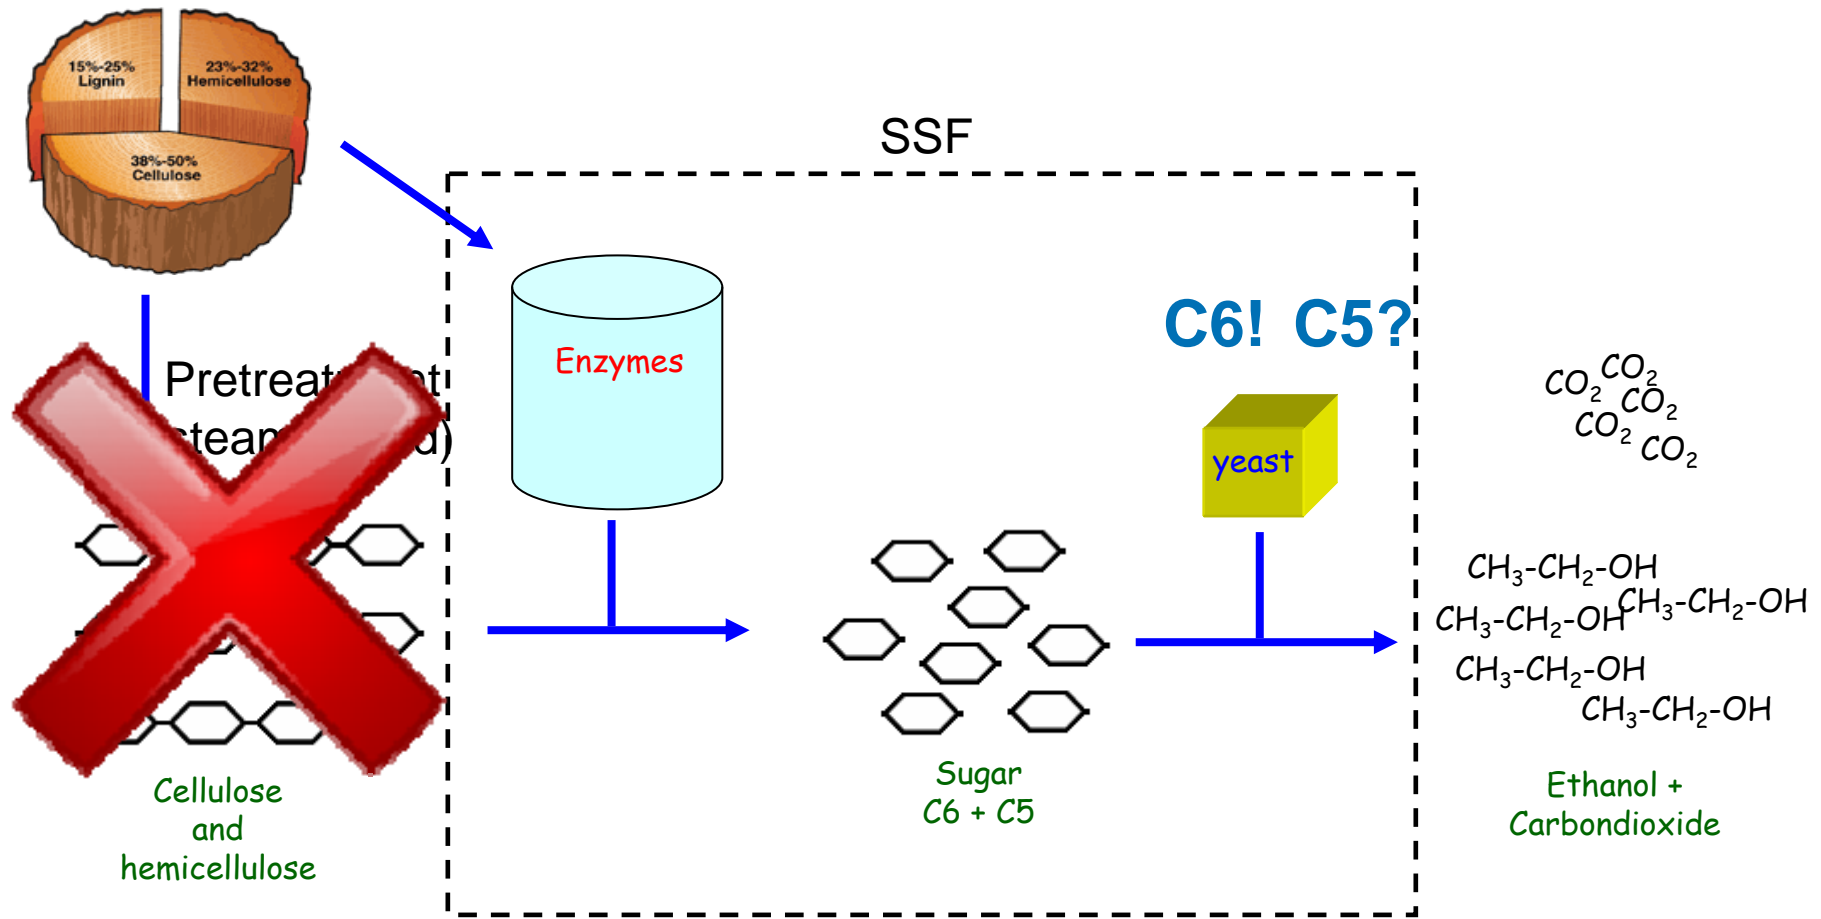 15%-25%
Lignin
23%-32%
Hemicellulose
38%-50%
Cellulose
SSF
Enzymes
C6! C5?
yeast
CO2
CO2
CO2
CO2
CO2
CH3-CH2-OH
CH3-CH2-OH
CH3-CH2-OH
CH3-CH2-OH
CH3-CH2-OH
Cellulose
and
hemicellulose
Sugar
C6 + C5
Ethanol +
Carbondioxide